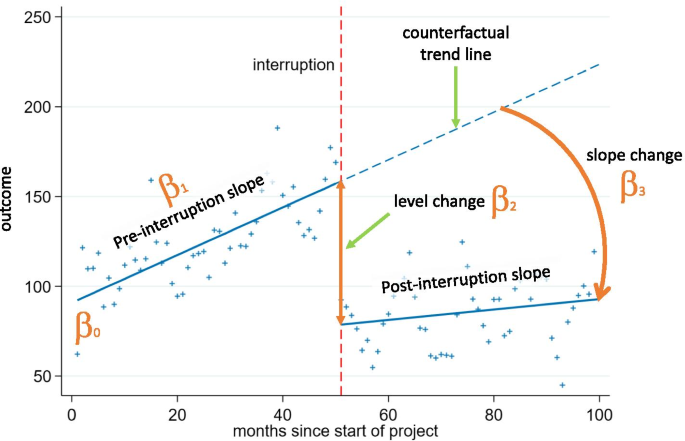 250
200
150
100
50
outcome
0
20
40
60
80
100
months since start of project
interruption
counterfactual
trend line
slope change
β3
level change β2
β1
Pre-interruption slope
Post-interruption slope
β0